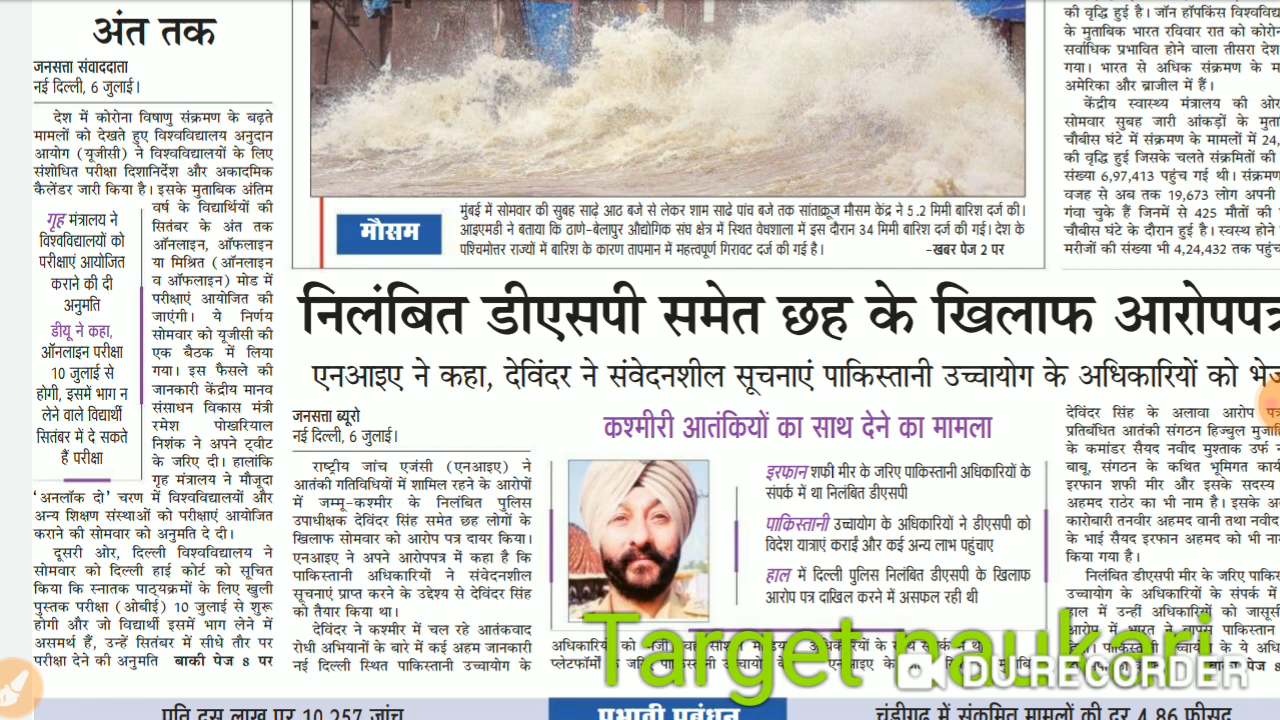 अंत तक
जनसत्ता संवाददाता
नई दिल्ली, 6 जुलाई।
देश में कोरोना विषाणु संक्रमण के बढ़ते
मामलों को देखते हुए विश्वविद्यालय अनुदान
आयोग (यूजीसी) ने विश्वविद्यालयों के लिए
संशोधित परीक्षा दिशानिर्देश और अकादमिक
कैलेंडर जारी किया है। इसके मुताबिक अंतिम
वर्ष के विद्यार्थियों की
सितंबर के अंत तक
ऑनलाइन, ऑफलाइन
या मिश्रित (ऑनलाइन
व ऑफलाइन) मोड में
परीक्षाएं आयोजित की
जाएंगी। ये निर्णय
सोमवार को यूजीसी की
एक बैठक में लिया
गया। इस फैसले की
जानकारी केंद्रीय मानव
संसाधन विकास मंत्री
रमेश पोखरियाल
निशंक ने अपने ट्वीट
के जरिए दी। हालांकि
गृह मंत्रालय ने मौजूदा
'अनलॉक दो' चरण में विश्वविद्यालयों और
अन्य शिक्षण संस्थाओं को परीक्षाएं आयोजित
कराने की सोमवार को अनुमति दे दी।
दूसरी ओर, दिल्ली विश्वविद्यालय ने
सोमवार को दिल्ली हाई कोर्ट को सूचित
किया कि स्नातक पाठ्यक्रमों के लिए खुली
पुस्तक परीक्षा (ओबीई) 10 जुलाई से शुरू
होगी और जो विद्यार्थी इसमें भाग लेने में
असमर्थ हैं, उन्हें सितंबर में सीधे तौर पर
परीक्षा देने की अनुमति बाकी पेज 8 पर
गृह मंत्रालय ने
विश्वविद्यालयों को
परीक्षाएं आयोजित
कराने की दी
अनुमति
डीयू ने कहा,
ऑनलाइन परीक्षा
10 जुलाई से
होगी, इसमें भाग न
लेने वाले विद्यार्थी
सितंबर में दे सकते
हैं परीक्षा
मौसम
मुंबई में सोमवार की सुबह साढ़े आठ बजे से लेकर शाम साढ़े पांच बजे तक सांताक्रूज मौसम केंद्र ने 5.2 मिमी बारिश दर्ज की।
आइएमडी ने बताया कि ठाणे-बेलापुर औद्योगिक संघ क्षेत्र में स्थित वेधशाला में इस दौरान 34 मिमी बारिश दर्ज की गई। देश के
पश्चिमोत्तर राज्यों में बारिश के कारण तापमान में महत्त्वपूर्ण गिरावट दर्ज की गई है। -खबर पेज 2 पर
की वृद्धि हुई है। जॉन हॉपकिंस
के मुताबिक भारत रविवार रात को
सर्वाधिक प्रभावित होने वाला तीसरा देश
गया। भारत से अधिक संक्रमण के
अमेरिका और ब्राजील में हैं।
केंद्रीय स्वास्थ्य मंत्रालय की
सोमवार सुबह जारी आंकड़ों के
चौबीस घंटे में संक्रमण के मामलों में 24,
की वृद्धि हुई जिसके चलते संक्रमितों की
संख्या 6,97,413 पहुंच गई थी।
वजह से अब तक 19,673 लोग अपनी
गंवा चुके हैं जिनमें से 425 मौतों की
चौबीस घंटे के दौरान हुई है। स्वस्थ होने
मरीजों की संख्या भी 4,24,432 तक
निलंबित डीएसपी समेत छह के खिलाफ आरोपपत्र
एनआइए ने कहा, देविंदर ने संवेदनशील सूचनाएं पाकिस्तानी उच्चायोग के अधिकारियों को
जनसत्ता ब्यूरो
नई दिल्ली, 6 जुलाई।
राष्ट्रीय जांच एजंसी (एनआइए) ने
आतंकी गतिविधियों में शामिल रहने के आरोपों
में जम्मू-कश्मीर के निलंबित पुलिस
उपाधीक्षक देविंदर सिंह समेत छह लोगों के
खिलाफ सोमवार को आरोप पत्र दायर किया।
एनआइए ने अपने आरोपपत्र में कहा है कि
पाकिस्तानी अधिकारियों ने संवेदनशील
सूचनाएं प्राप्त करने के उद्देश्य से देविंदर सिंह
को तैयार किया था।
देविंदर ने कश्मीर में चल रहे आतंकवाद
रोधी अभियानों के बारे में कई अहम जानकारी
नई दिल्ली स्थित पाकिस्तानी उच्चायोग के
कश्मीरी आतंकियों का साथ देने का मामला
इरफान शफी मीर के जरिए पाकिस्तानी अधिकारियों के
संपर्क में था निलंबित डीएसपी
पाकिस्तानी उच्चायोग के अधिकारियों ने डीएसपी को
विदेश यात्राएं कराईं और कई अन्य लाभ पहुंचाए
हाल में दिल्ली पुलिस निलंबित डीएसपी के खिलाफ
आरोप पत्र दाखिल करने में असफल रही थी
अधिकारियों को
प्लेटफॉर्मों
देविंदर सिंह के अलावा आरोप
प्रतिबंधित आतंकी संगठन हिज्बुल
के कमांडर सैयद नवीद मुश्ताक उर्फ
बाबू, संगठन के कथित भूमिगत
इरफान शफी मीर और इसके सदस्य
अहमद राठेर का भी नाम है। इसके
कारोबारी तनवीर अहमद वानी तथा नवीद
के भाई सैयद इरफान अहमद को भी
किया गया है।
निलंबित डीएसपी मीर के जरिए
उच्चायोग के अधिकारियों के संपर्क में
हाल में उन्हीं अधिकारियों को
Target naukari
DU RECORDER
प्रति दस लाख पर 10,257 जांच
प्रभावी प्रबंधन
चंडीगढ़ में संक्रमित मामलों की दर 4.86 फीसद